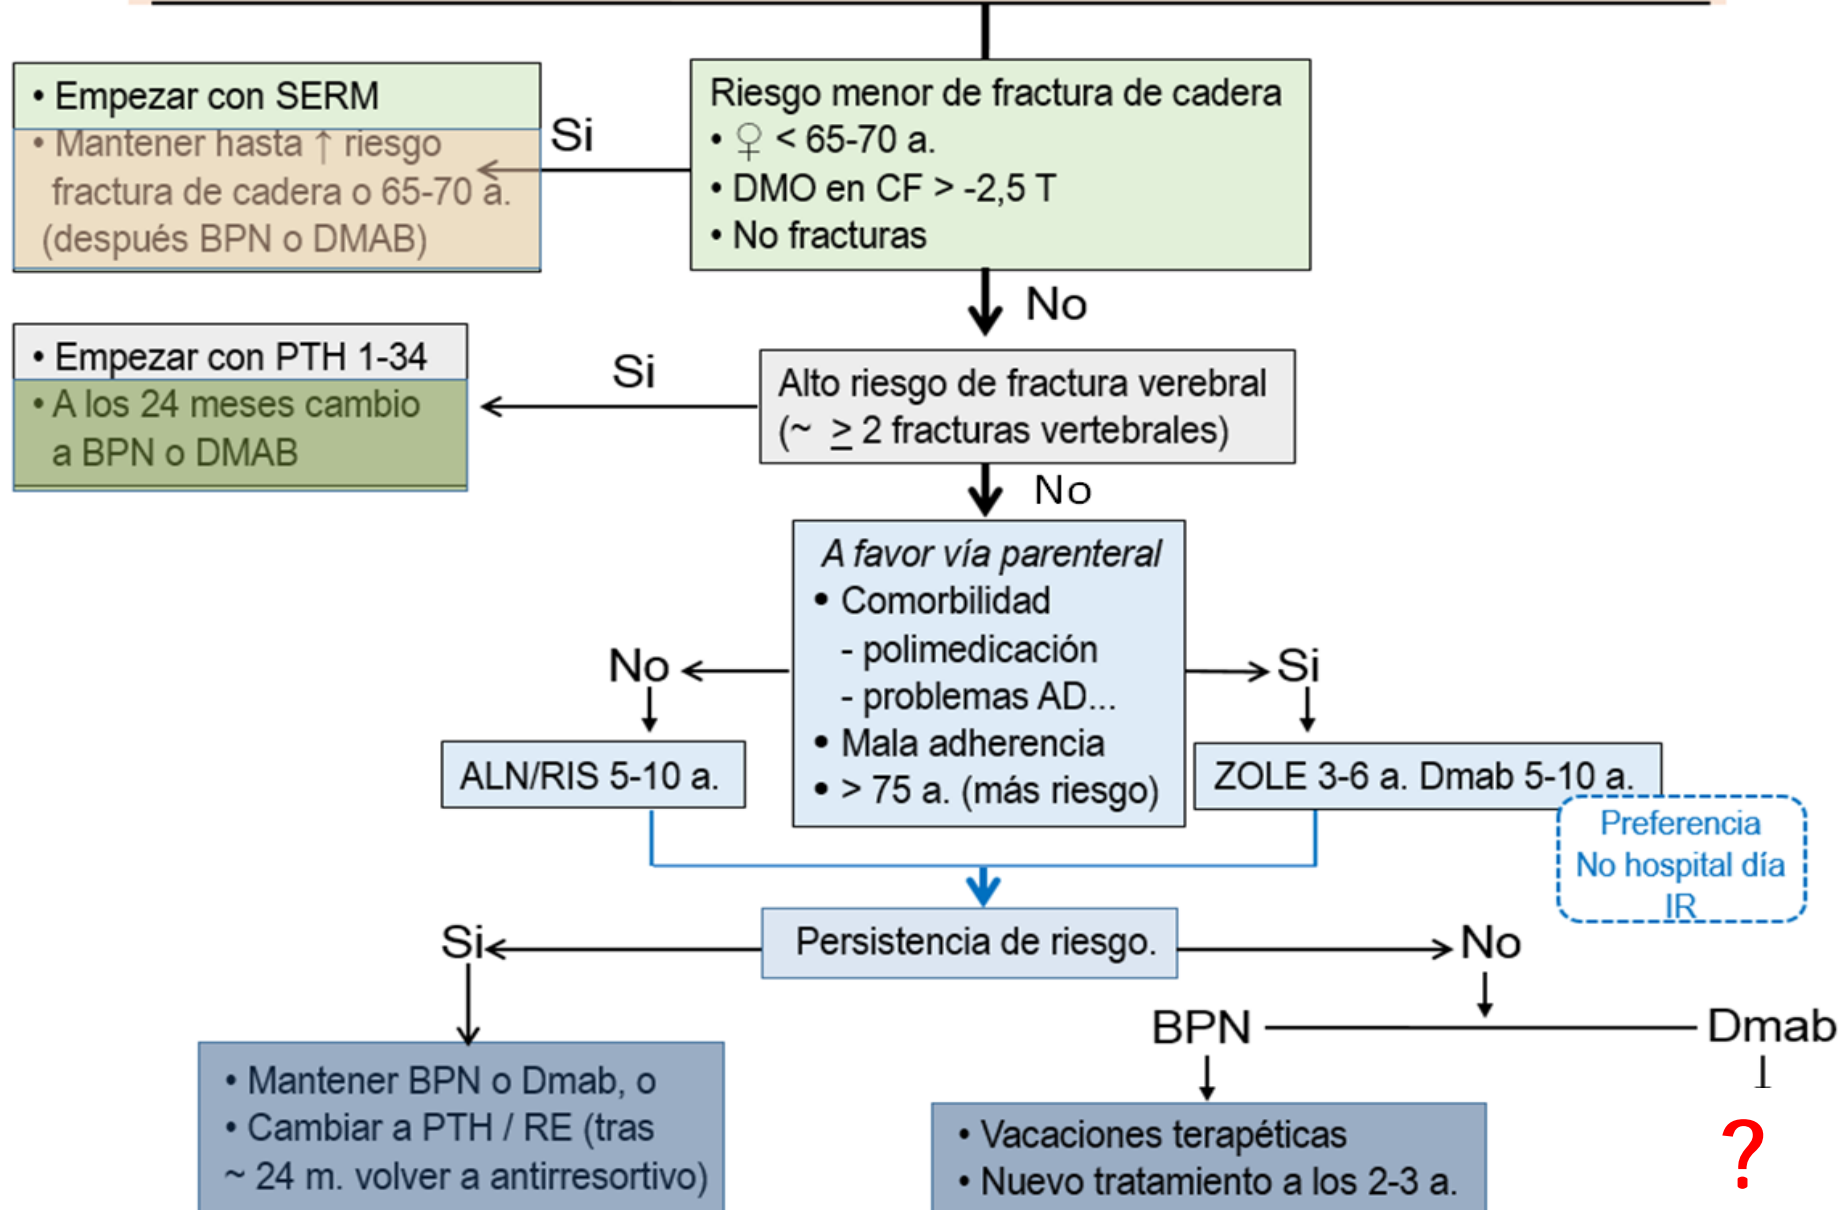 • Empezar con SERM
• Mantener hasta ↑ riesgo
fractura de cadera o 65-70 a.
(después BPN o DMAB)
Si
Riesgo menor de fractura de cadera
• ♀ < 65-70 a.
• DMO en CF > -2,5 T
• No fracturas
No
• Empezar con PTH 1-34
• A los 24 meses cambio
a BPN o DMAB
Si
Alto riesgo de fractura verebral
(~ ≥ 2 fracturas vertebrales)
No
A favor vía parenteral
• Comorbilidad
- polimedicación
- problemas AD...
• Mala adherencia
• > 75 a. (más riesgo)
No
Si
ALN/RIS 5-10 a.
ZOLE 3-6 a. Dmab 5-10 a.
Preferencia
No hospital día
IR
Persistencia de riesgo.
Si
No
BPN
Dmab
• Mantener BPN o Dmab, o
• Cambiar a PTH / RE (tras
~ 24 m. volver a antirresortivo)
• Vacaciones terapéticas
• Nuevo tratamiento a los 2-3 a.
?